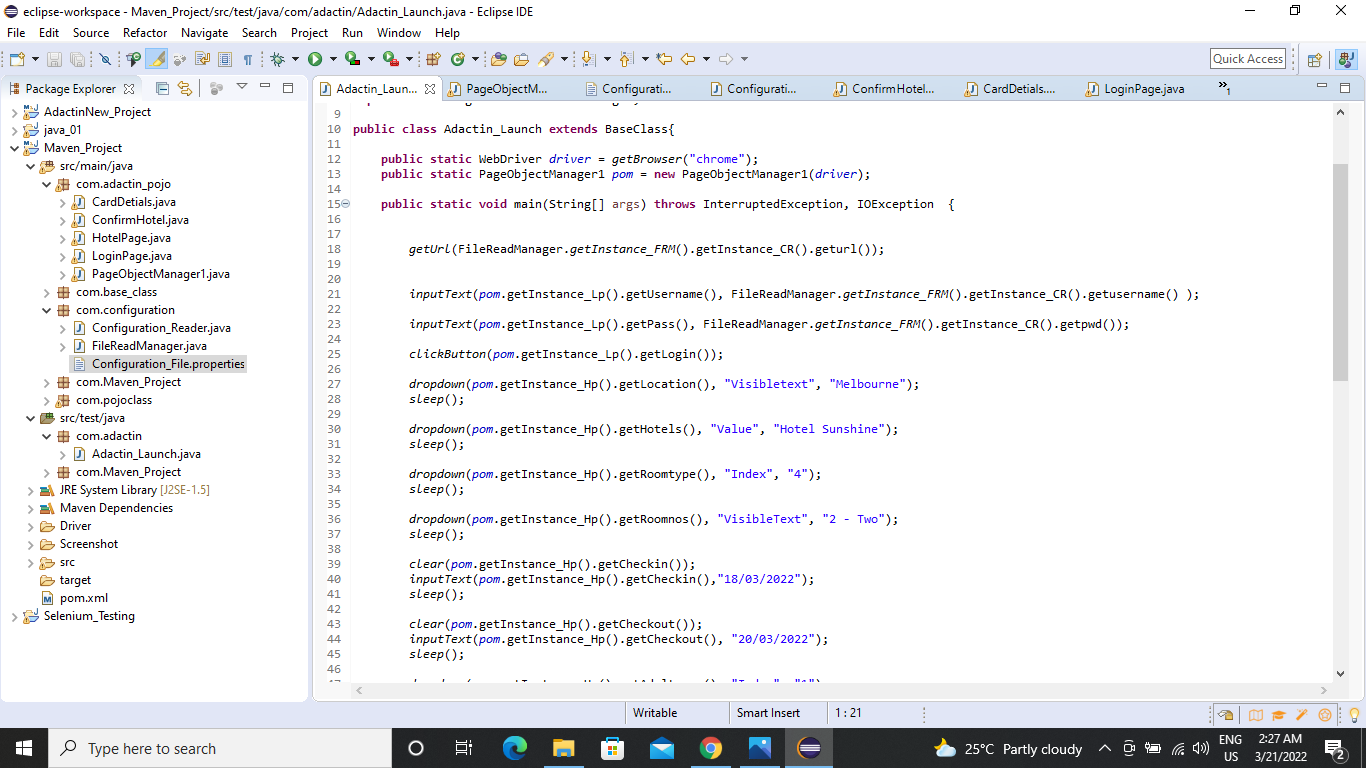 eclipse-workspace - Maven_Project/src/test/java/com/adactin/Adactin_Launch.java - Eclipse IDE
File Edit Source Refactor Navigate Search Project Run Window Help
Quick Access
Package Explorer
Adactin_Laun... PageObjectM... Configurati... Configurati... ConfirmHotel... CardDetials.... LoginPage.java »1
AdactinNew_Project
java_01
Maven_Project
src/main/java
com.adactin_pojo
CardDetials.java
ConfirmHotel.java
HotelPage.java
LoginPage.java
PageObjectManager1.java
com.base_class
com.configuration
Configuration_Reader.java
FileReadManager.java
Configuration_File.properties
com.Maven_Project
com.pojoclass
src/test/java
com.adactin
Adactin_Launch.java
com.Maven_Project
JRE System Library [J2SE-1.5]
Maven Dependencies
Driver
Screenshot
src
target
pom.xml
Selenium_Testing
9
10 public class Adactin_Launch extends BaseClass{
11
12 public static WebDriver driver = getBrowser("chrome");
13 public static PageObjectManager1 pom = new PageObjectManager1(driver);
14
15 public static void main(String[] args) throws InterruptedException, IOException {
16
17
18 getUrl(FileReadManager.getInstance_FRM().getInstance_CR().geturl());
19
20
21 inputText(pom.getInstance_Lp().getUsername(), FileReadManager.getInstance_FRM().getInstance_CR().getusername() );
22
23 inputText(pom.getInstance_Lp().getPass(), FileReadManager.getInstance_FRM().getInstance_CR().getpwd());
24
25 clickButton(pom.getInstance_Lp().getLogin());
26
27 dropdown(pom.getInstance_Hp().getLocation(), "Visibletext", "Melbourne");
28 sleep();
29
30 dropdown(pom.getInstance_Hp().getHotels(), "Value", "Hotel Sunshine");
31 sleep();
32
33 dropdown(pom.getInstance_Hp().getRoomtype(), "Index", "4");
34 sleep();
35
36 dropdown(pom.getInstance_Hp().getRoomnos(), "VisibleText", "2 - Two");
37 sleep();
38
39 clear(pom.getInstance_Hp().getCheckin());
40 inputText(pom.getInstance_Hp().getCheckin(),"18/03/2022");
41 sleep();
42
43 clear(pom.getInstance_Hp().getCheckout());
44 inputText(pom.getInstance_Hp().getCheckout(), "20/03/2022");
45 sleep();
46
Writable Smart Insert 1 : 21
Type here to search
25°C Partly cloudy
ENG
US
2:27 AM
3/21/2022
2